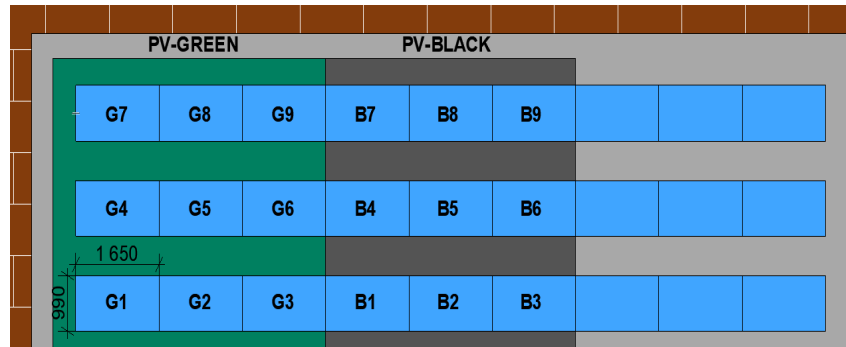 PV-GREEN PV-BLACK
G7 G8 G9 B7 B8 B9
G4 G5 G6 B4 B5 B6
1 650
990
G1 G2 G3 B1 B2 B3